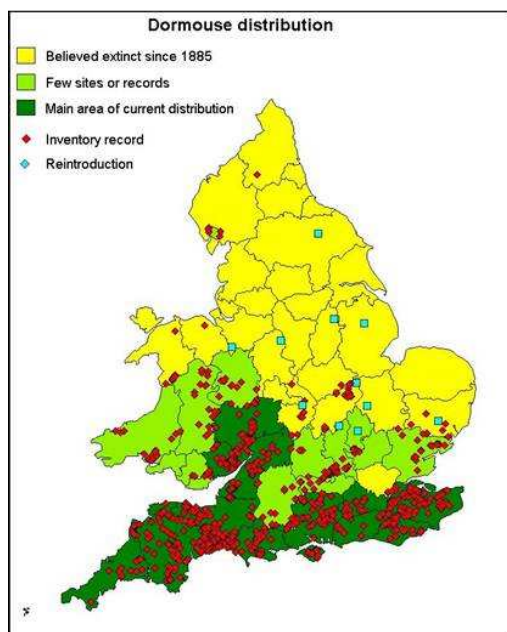 Dormouse distribution
Believed extinct since 1885
Few sites or records
Main area of current distribution
Inventory record
Reintroduction